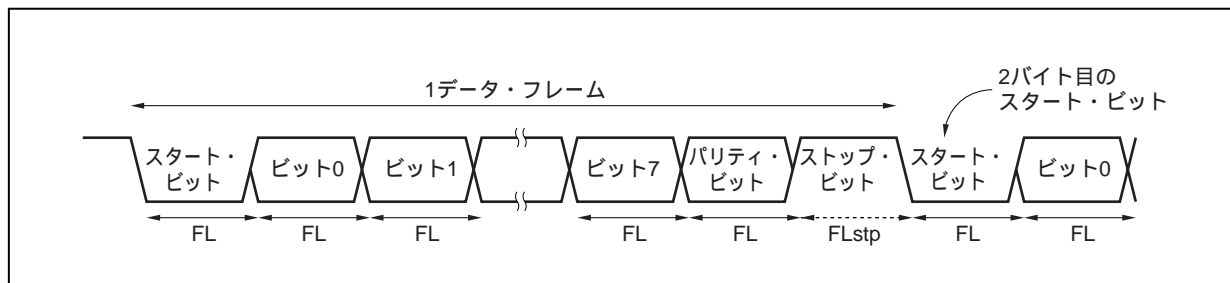 2バイト目の
スタート・ビット
1データ・フレーム
スタート・
ビット
ビット0
ビット1
ビット7
パリティ・
ビット
ストップ・
ビット
スタート・
ビット
ビット0
FL
FL
FL
FL
FL
FLstp
FL
FL